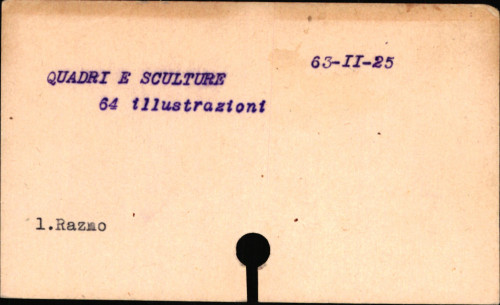 63-II-25
QUADRI E SCULTURE
64 illustrazioni
1.Razmo